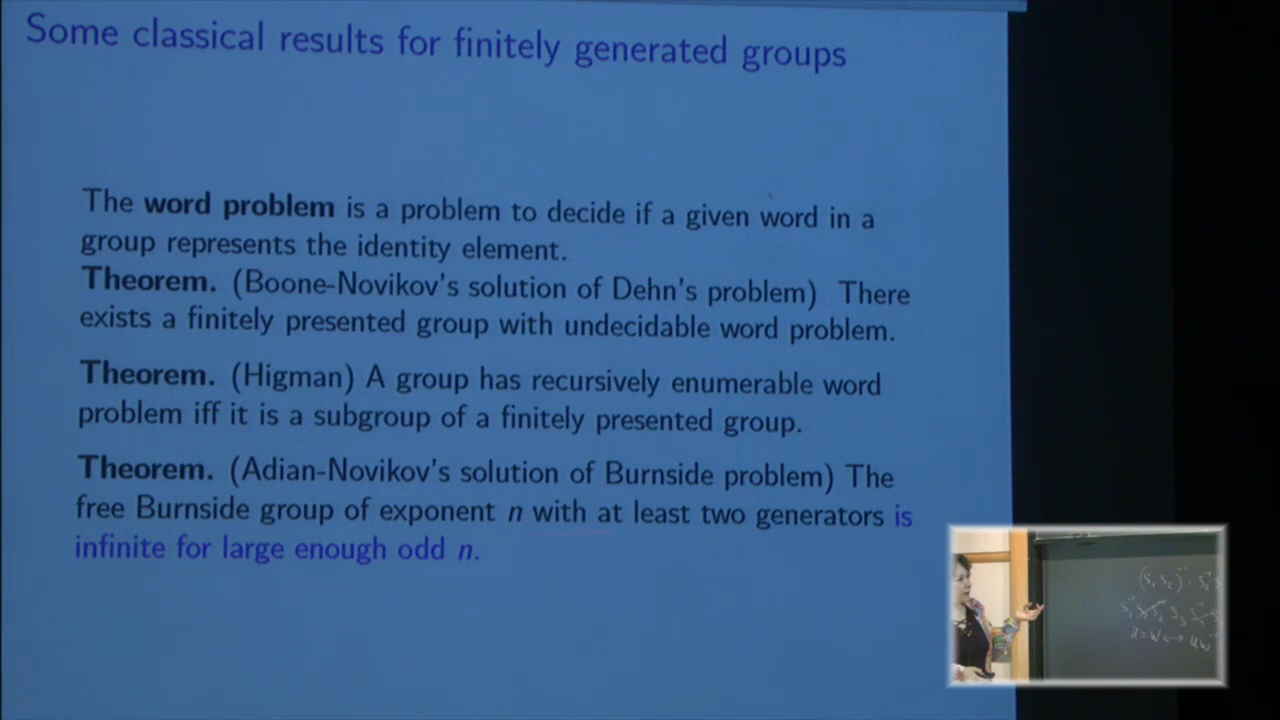 Some classical results for finitely generated groups
The word problem is a problem to decide if a given word in a
group represents the identity element.
Theorem. (Boone-Novikov's solution of Dehn's problem) There
exists a finitely presented group with undecidable word problem.
Theorem. (Higman) A group has recursively enumerable word
problem iff it is a subgroup of a finitely presented group.
Theorem. (Adian-Novikov's solution of Burnside problem) The
free Burnside group of exponent n with at least two generators is
infinite for large enough odd n.